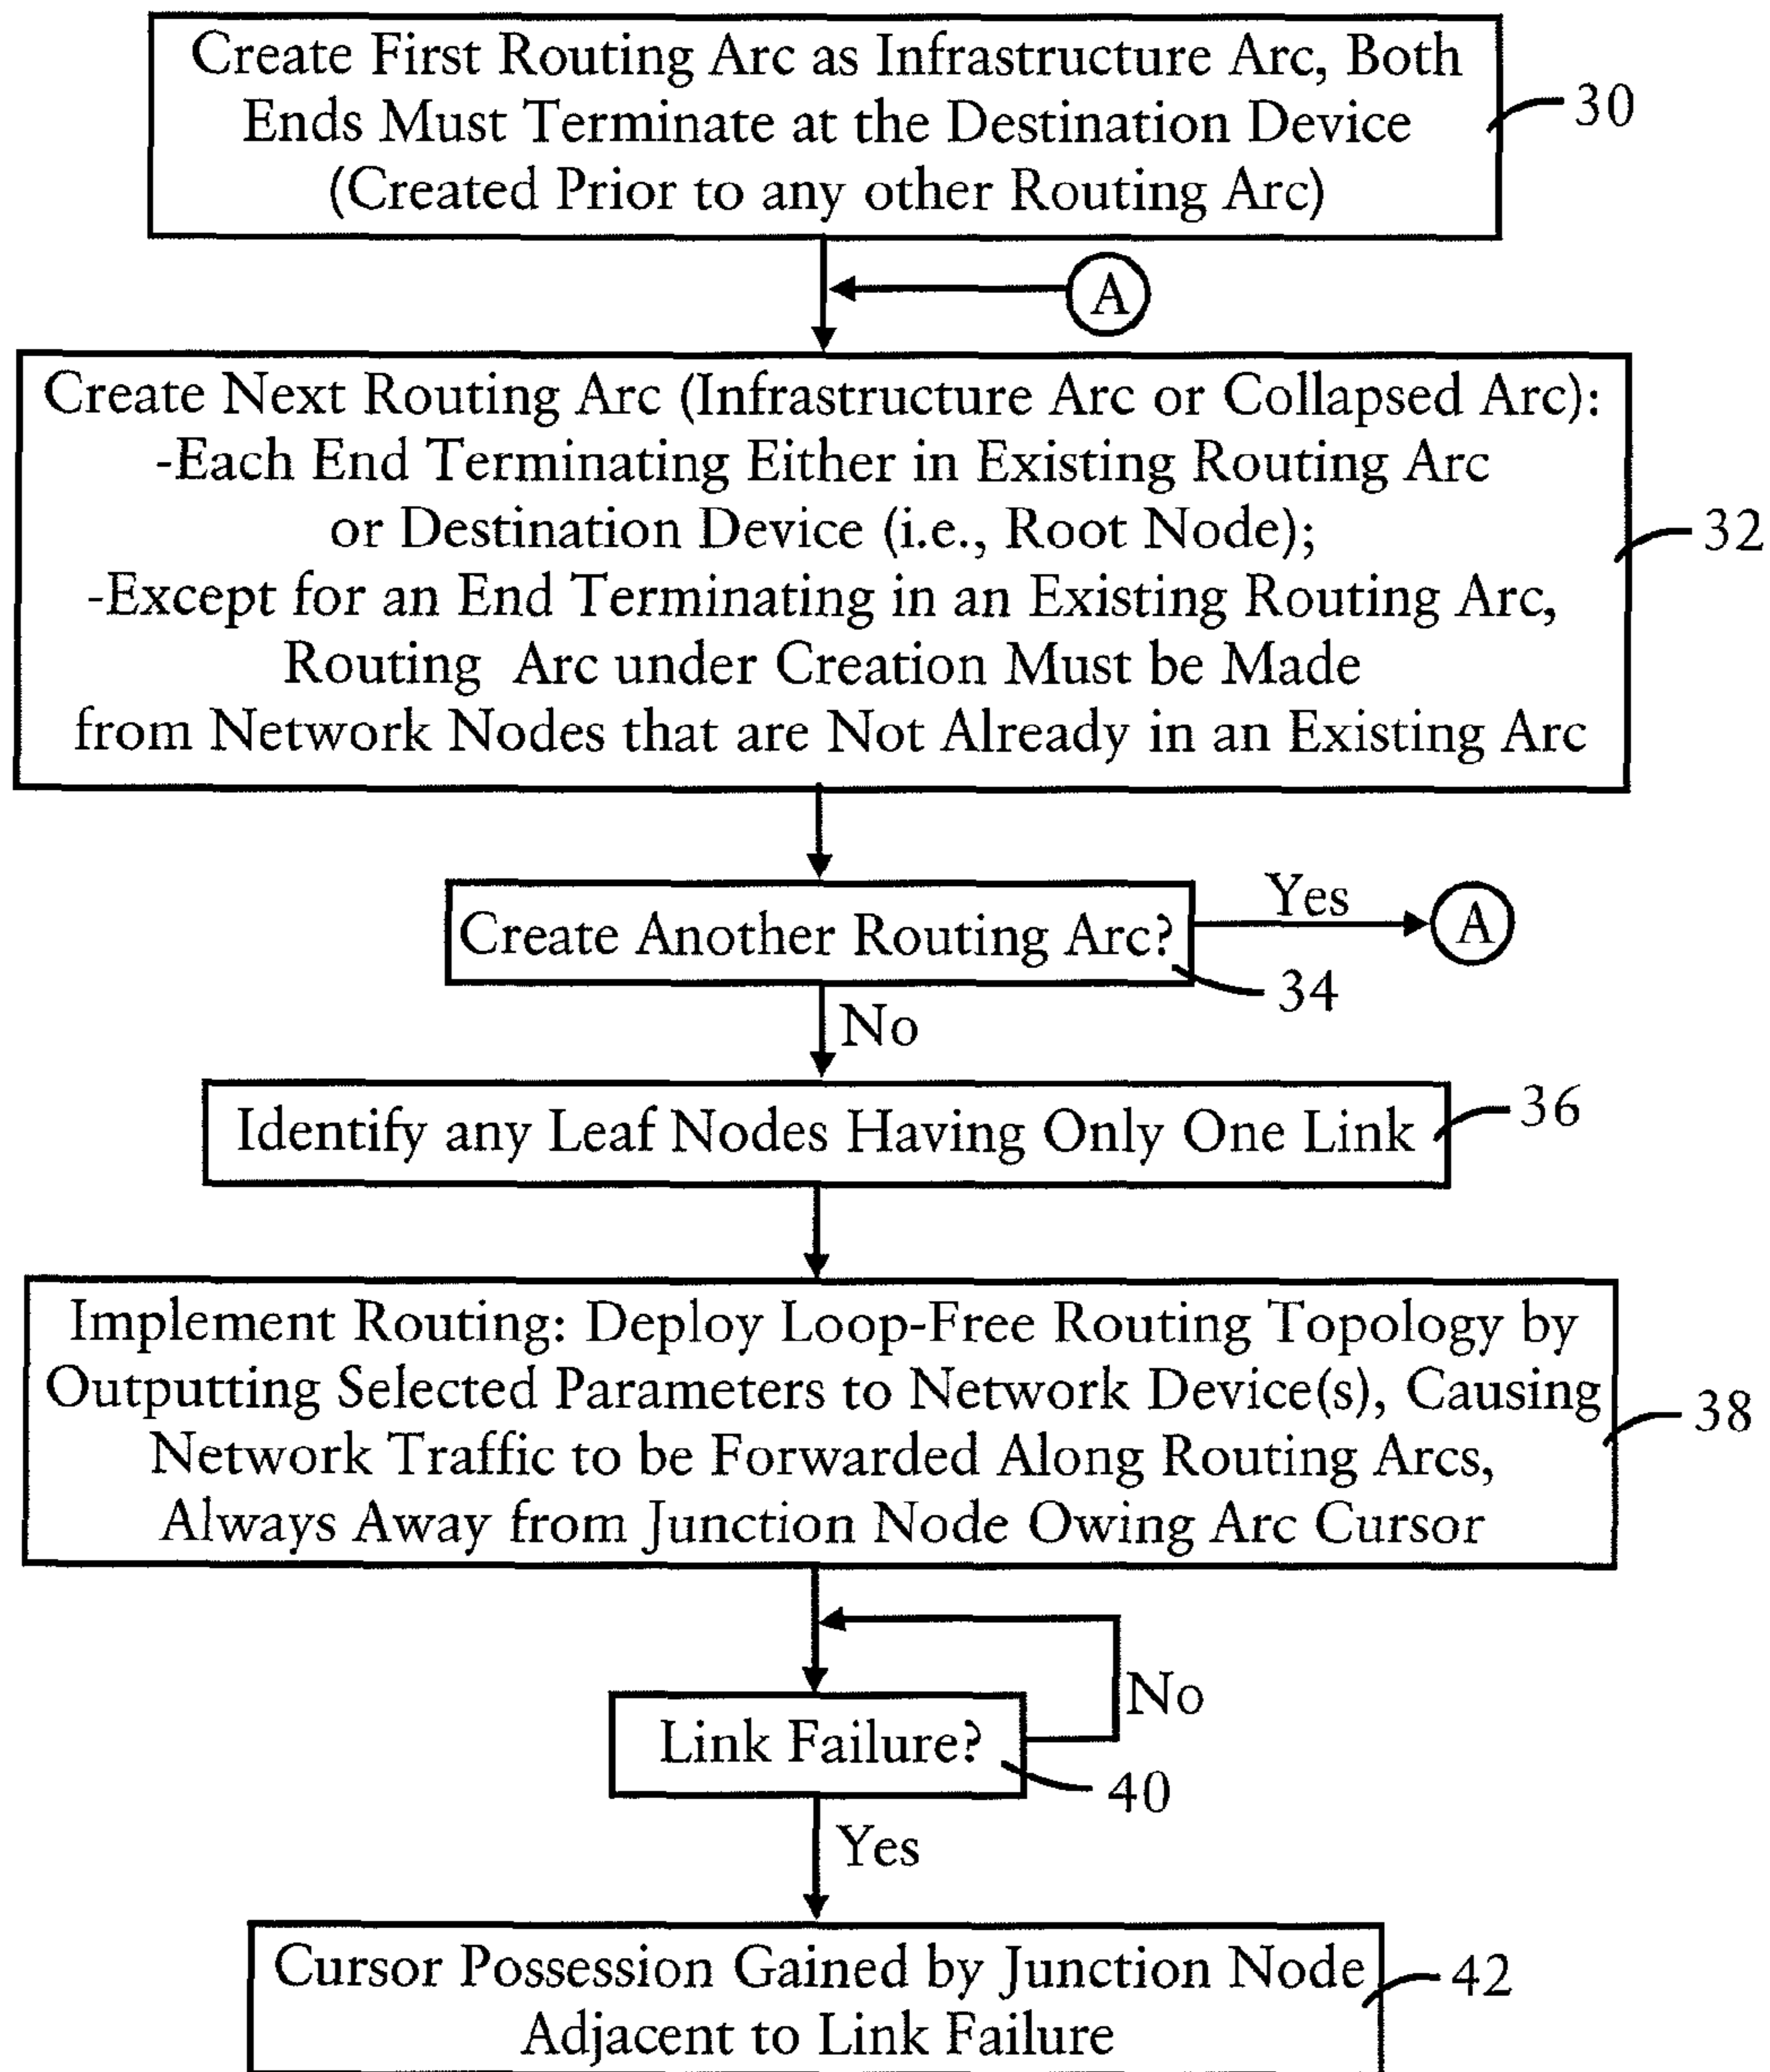 Create First Routing Arc as Infrastructure Arc, Both
Ends Must Terminate at the Destination Device
(Created Prior to any other Routing Arc)
30
A
Create Next Routing Arc (Infrastructure Arc or Collapsed Arc):
-Each End Terminating Either in Existing Routing Arc
or Destination Device (i.e., Root Node);
-Except for an End Terminating in an Existing Routing Arc,
Routing Arc under Creation Must be Made
from Network Nodes that are Not Already in an Existing Arc
32
Create Another Routing Arc?
Yes
A
34
No
Identify any Leaf Nodes Having Only One Link
36
Implement Routing: Deploy Loop-Free Routing Topology by
Outputting Selected Parameters to Network Device(s), Causing
Network Traffic to be Forwarded Along Routing Arcs,
Always Away from Junction Node Owing Arc Cursor
38
No
Link Failure?
40
Yes
Cursor Possession Gained by Junction Node
Adjacent to Link Failure
42